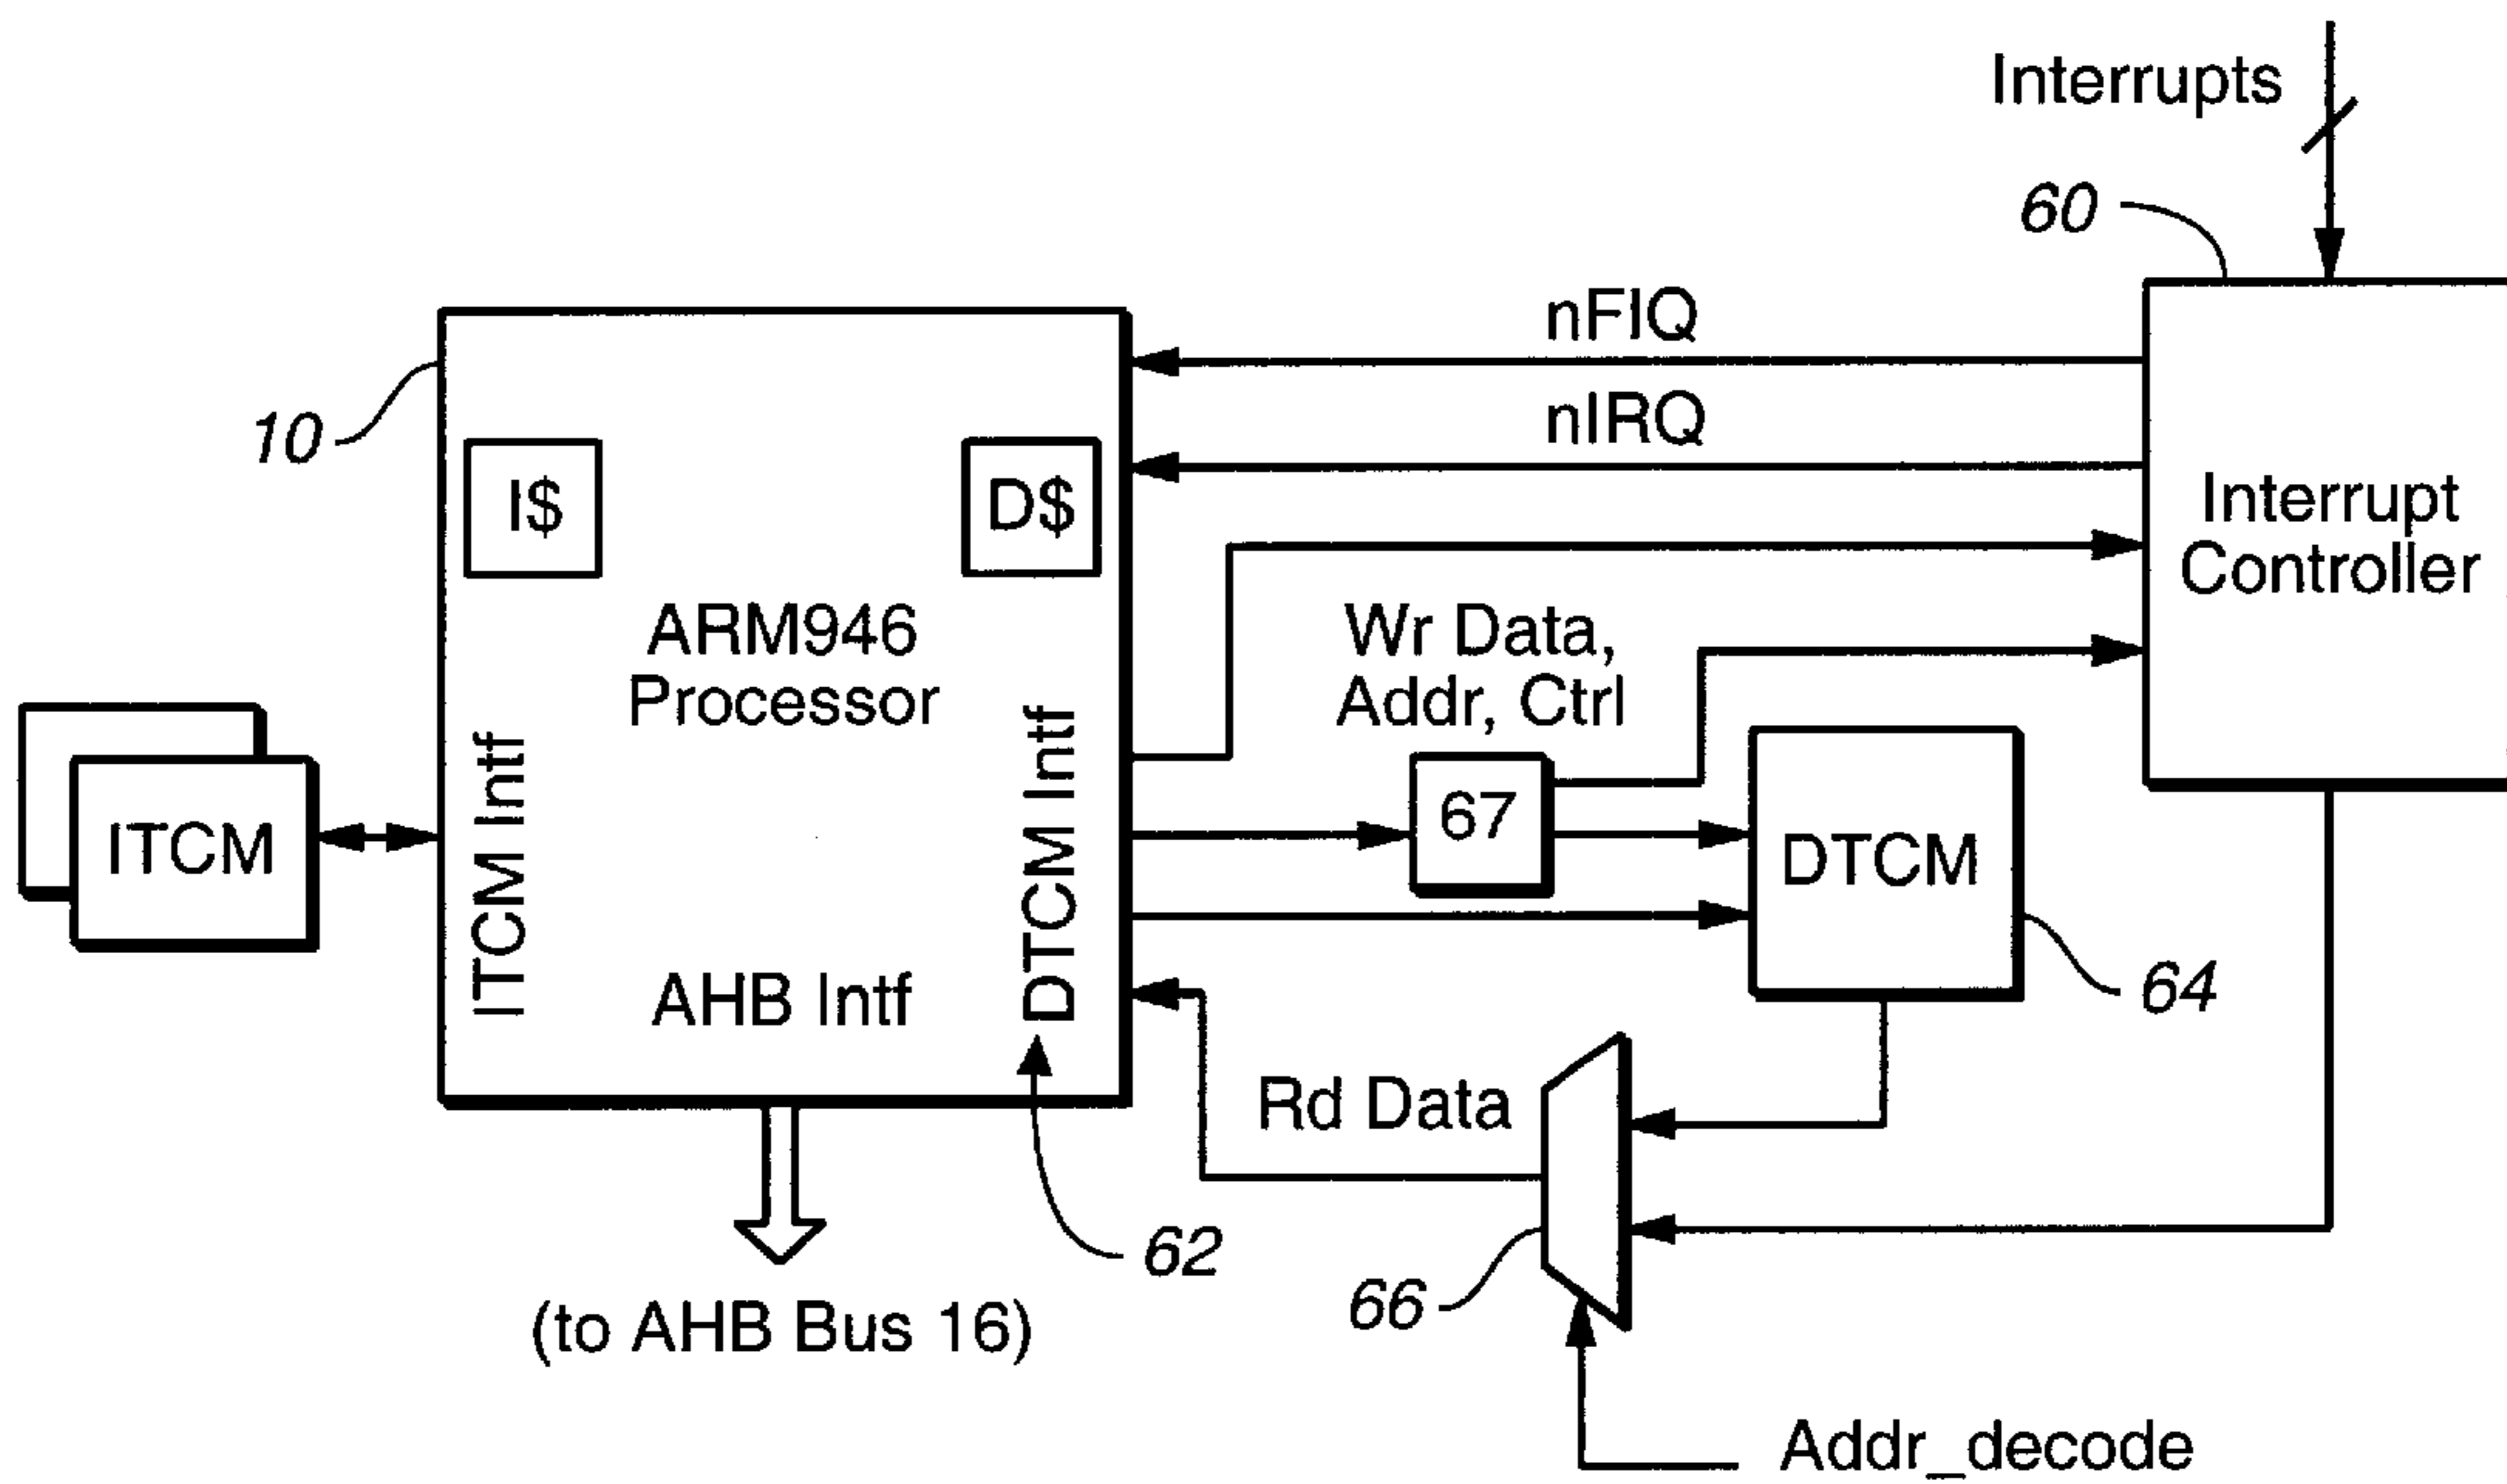 Interrupts
60
nFIQ
nIRQ
10
I$
D$
Interrupt
Controller
ARM946
Processor
Wr Data,
Addr, Ctrl
ITCM Intf
DTCM Intf
ITCM
67
DTCM
AHB Intf
64
Rd Data
62
66
(to AHB Bus 16)
Addr_decode